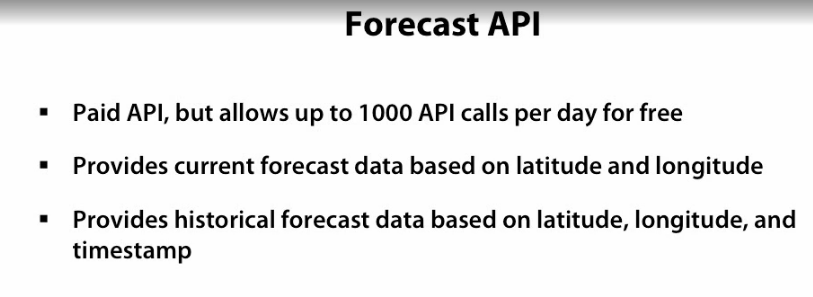 Forecast API
▪ Paid API, but allows up to 1000 API calls per day for free
▪ Provides current forecast data based on latitude and longitude
▪ Provides historical forecast data based on latitude, longitude, and
timestamp